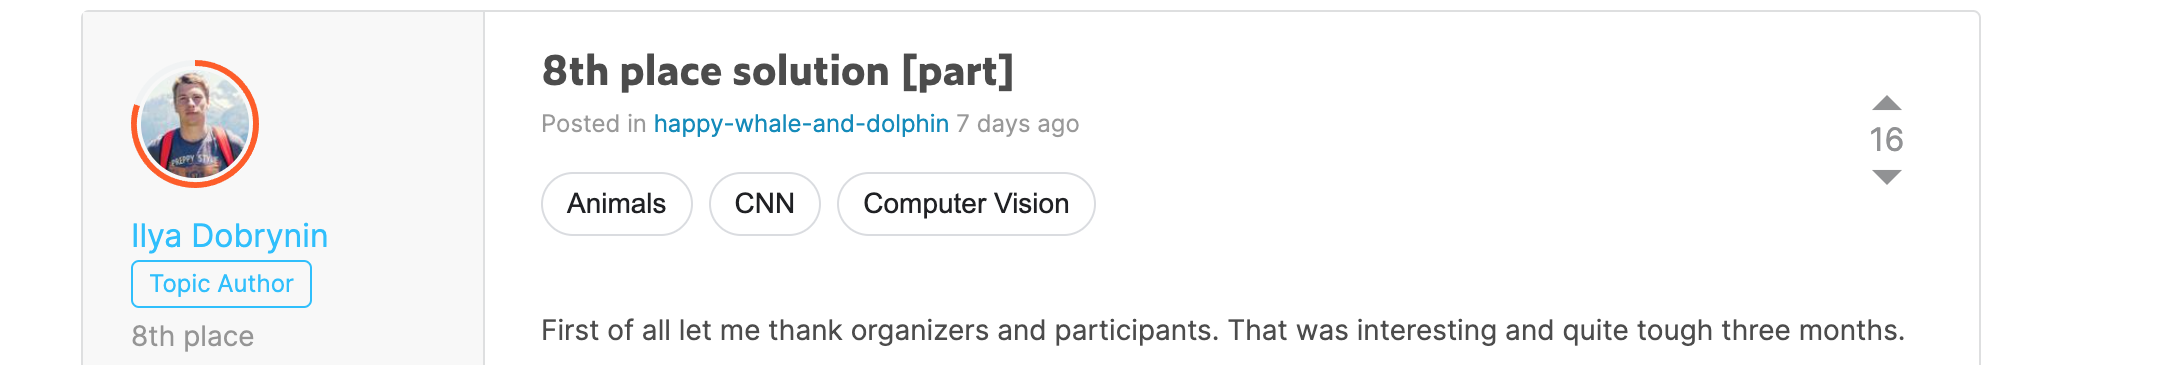 8th place solution [part]
Posted in happy-whale-and-dolphin 7 days ago
16
Animals CNN Computer Vision
PREPPY STYLE
Ilya Dobrynin
Topic Author
8th place
First of all let me thank organizers and participants. That was interesting and quite tough three months.